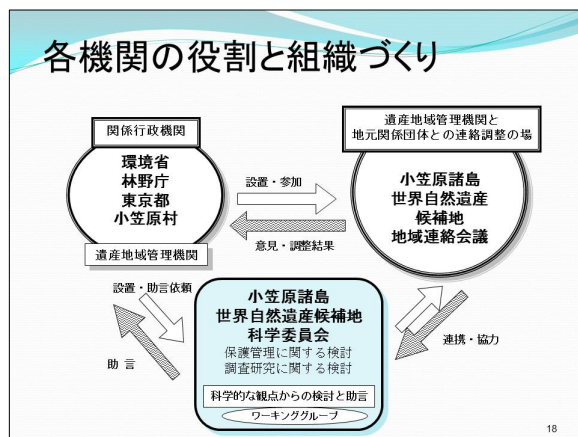 各機関の役割と組織づくり
関係行政機関
環境省
林野庁
東京都
小笠原村
遺産地域管理機関
設置・参加
意見・調整結果
遺産地域管理機関と
地元関係団体との連絡調整の場
小笠原諸島
世界自然遺産
候補地
地域連絡会議
設置・助言依頼
助言
小笠原諸島
世界自然遺産候補地
科学委員会
保護管理に関する検討
調査研究に関する検討
科学的な観点からの検討と助言
ワーキンググループ
連携・協力
18